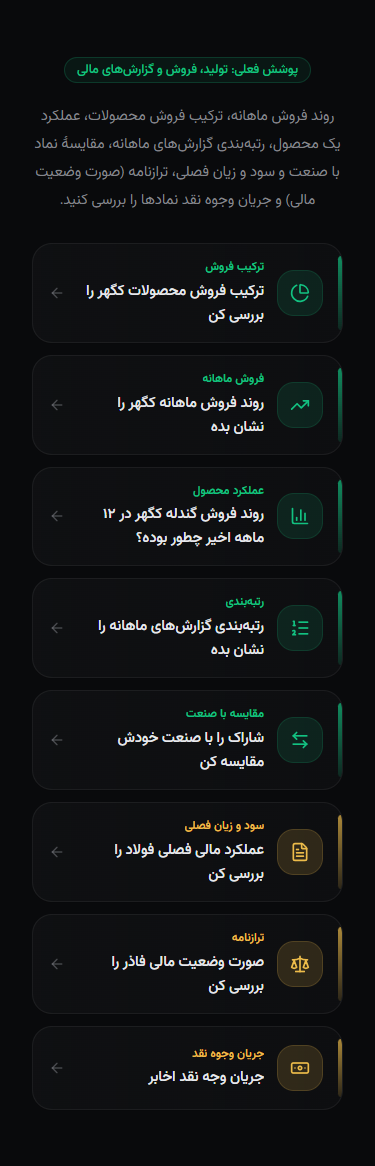 پوشش فعلی: تولید، فروش و گزارش‌های مالی
روند فروش ماهانه، ترکیب فروش محصولات، عملکرد
یک محصول، رتبه‌بندی گزارش‌های ماهانه، مقایسهٔ نماد
با صنعت و سود و زیان فصلی، ترازنامه (صورت وضعیت
مالی) و جریان وجوه نقد نمادها را بررسی کنید.
ترکیب فروش
ترکیب فروش محصولات کگهر را
بررسی کن
فروش ماهانه
روند فروش ماهانه کگهر را
نشان بده
عملکرد محصول
روند فروش گندله کگهر در ۱۲
ماهه اخیر چطور بوده؟
رتبه‌بندی
رتبه‌بندی گزارش‌های ماهانه را
نشان بده
مقایسه با صنعت
شاراک را با صنعت خودش
مقایسه کن
سود و زیان فصلی
عملکرد مالی فصلی فولاد را
بررسی کن
ترازنامه
صورت وضعیت مالی فاذر را
بررسی کن
جریان وجوه نقد
جریان وجه نقد اخابر